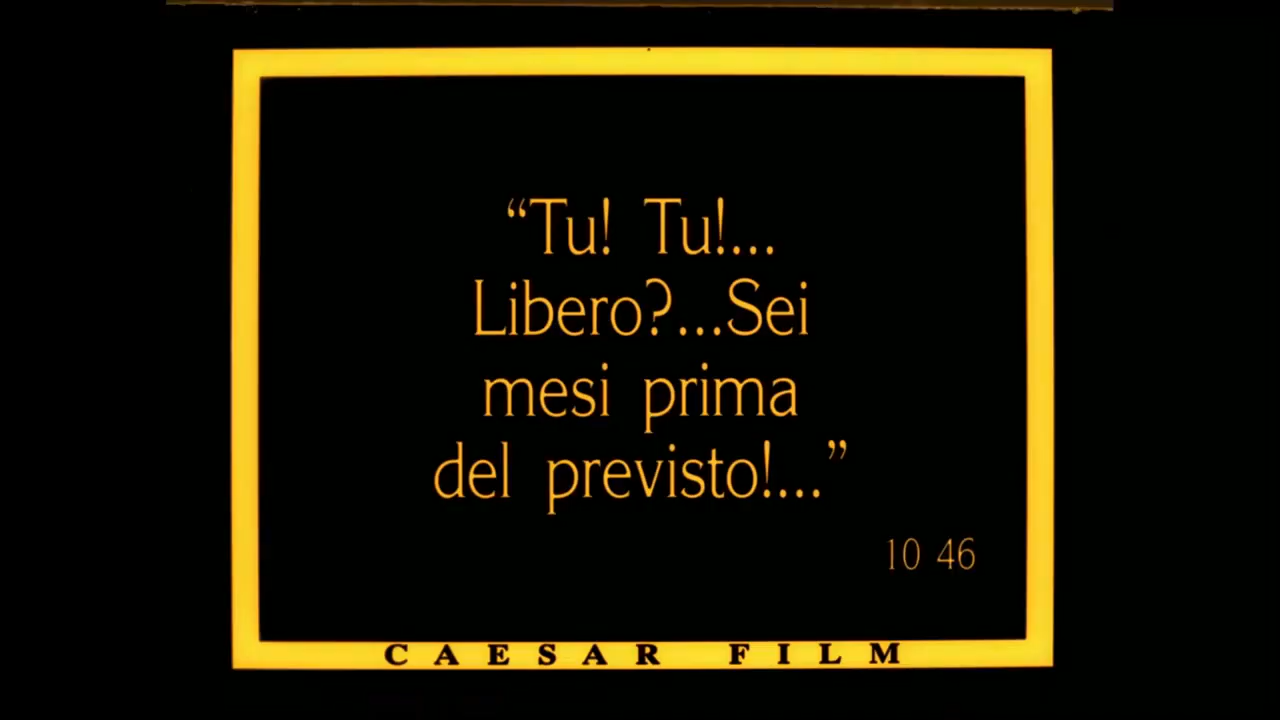 “Tu! Tu!...
Libero?...Sei
mesi prima
del previsto!...”
10 46
CAESAR FILM